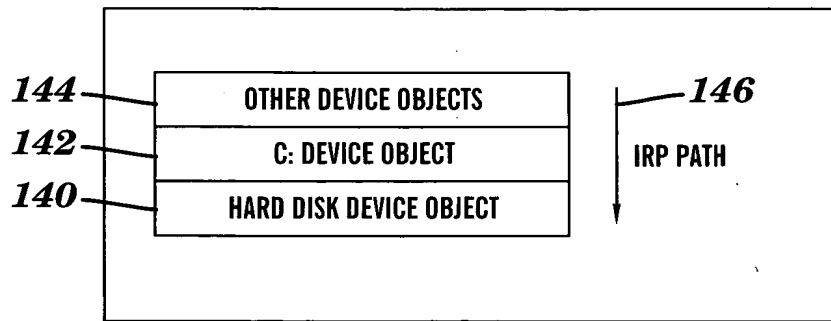 144 OTHER DEVICE OBJECTS 146
142 C: DEVICE OBJECT IRP PATH
140 HARD DISK DEVICE OBJECT